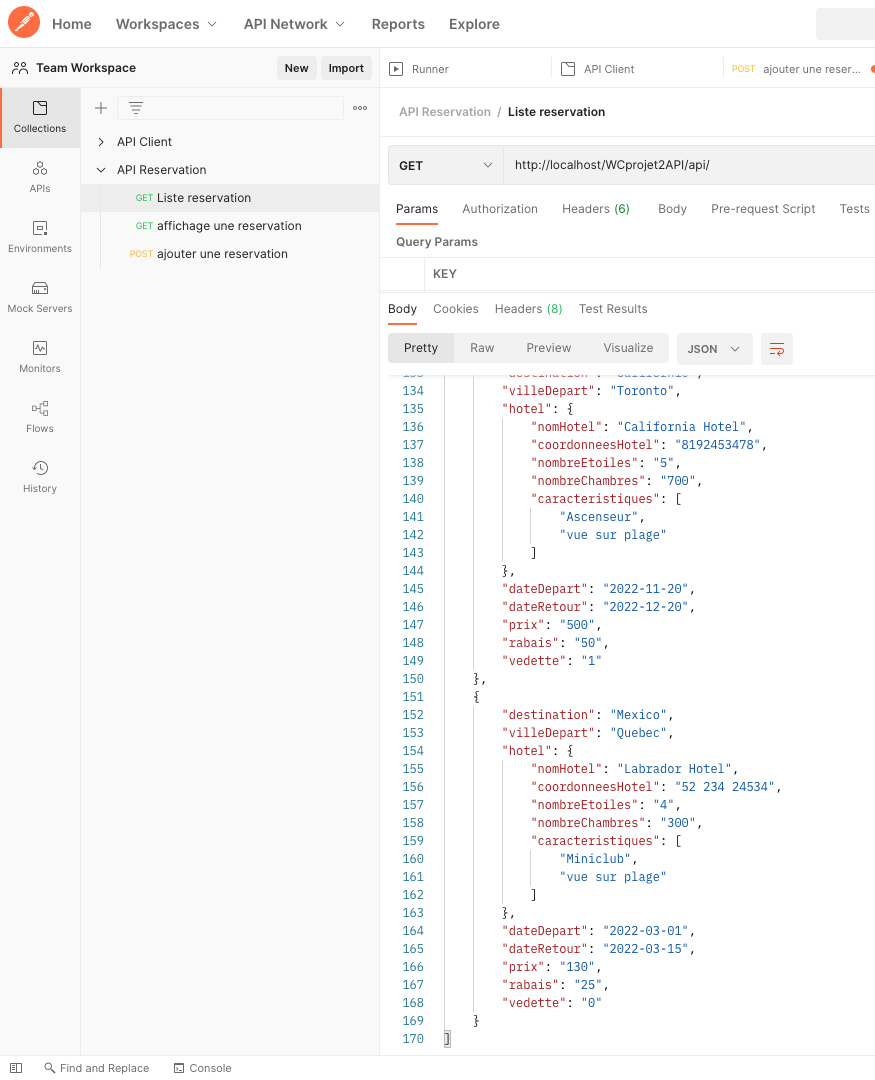 Home Workspaces API Network Reports Explore
Team Workspace New Import
Runner API Client POST ajouter une reser...
Collections
APIs
Environments
Mock Servers
Monitors
Flows
History
API Client
API Reservation
GET Liste reservation
GET affichage une reservation
POST ajouter une reservation
API Reservation / Liste reservation
GET http://localhost/WCprojet2API/api/
Params Authorization Headers (6) Body Pre-request Script Tests
Query Params
KEY
Body Cookies Headers (8) Test Results
Pretty Raw Preview Visualize JSON
134 "villeDepart": "Toronto",
135 "hotel": {
136 "nomHotel": "California Hotel",
137 "coordonneesHotel": "8192453478",
138 "nombreEtoiles": "5",
139 "nombreChambres": "700",
140 "caracteristiques": [
141 "Ascenseur",
142 "vue sur plage"
143 ]
144 },
145 "dateDepart": "2022-11-20",
146 "dateRetour": "2022-12-20",
147 "prix": "500",
148 "rabais": "50",
149 "vedette": "1"
150 },
151 {
152 "destination": "Mexico",
153 "villeDepart": "Quebec",
154 "hotel": {
155 "nomHotel": "Labrador Hotel",
156 "coordonneesHotel": "52 234 24534",
157 "nombreEtoiles": "4",
158 "nombreChambres": "300",
159 "caracteristiques": [
160 "Miniclub",
161 "vue sur plage"
162 ]
163 },
164 "dateDepart": "2022-03-01",
165 "dateRetour": "2022-03-15",
166 "prix": "130",
167 "rabais": "25",
168 "vedette": "0"
169 }
170 ]
Find and Replace Console